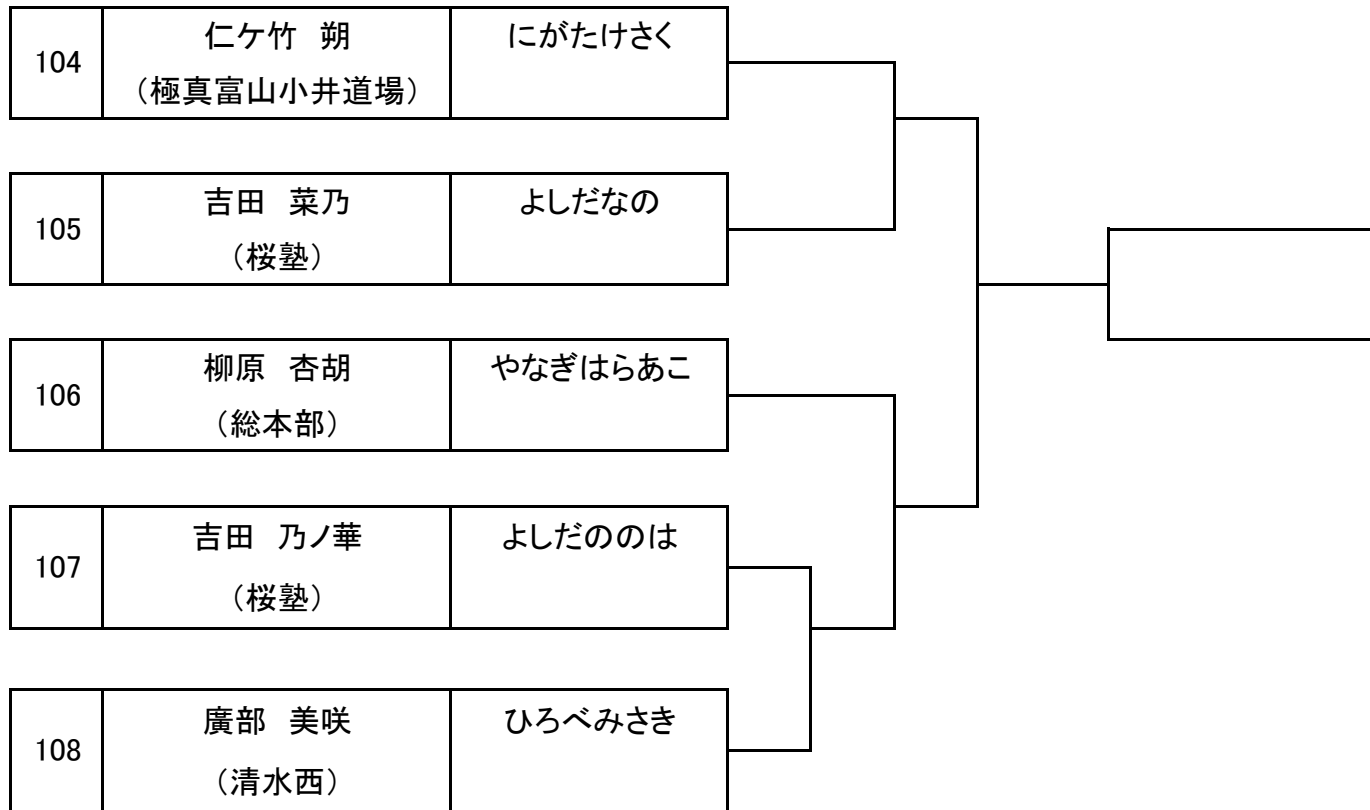 104
仁ケ竹　朔
（極真富山小井道場）
にがたけさく
105
吉田　菜乃
（桜塾）
よしだなの
106
柳原　杏胡
（総本部）
やなぎはらあこ
107
吉田　乃ノ華
（桜塾）
よしだののは
108
廣部　美咲
（清水西）
ひろべみさき